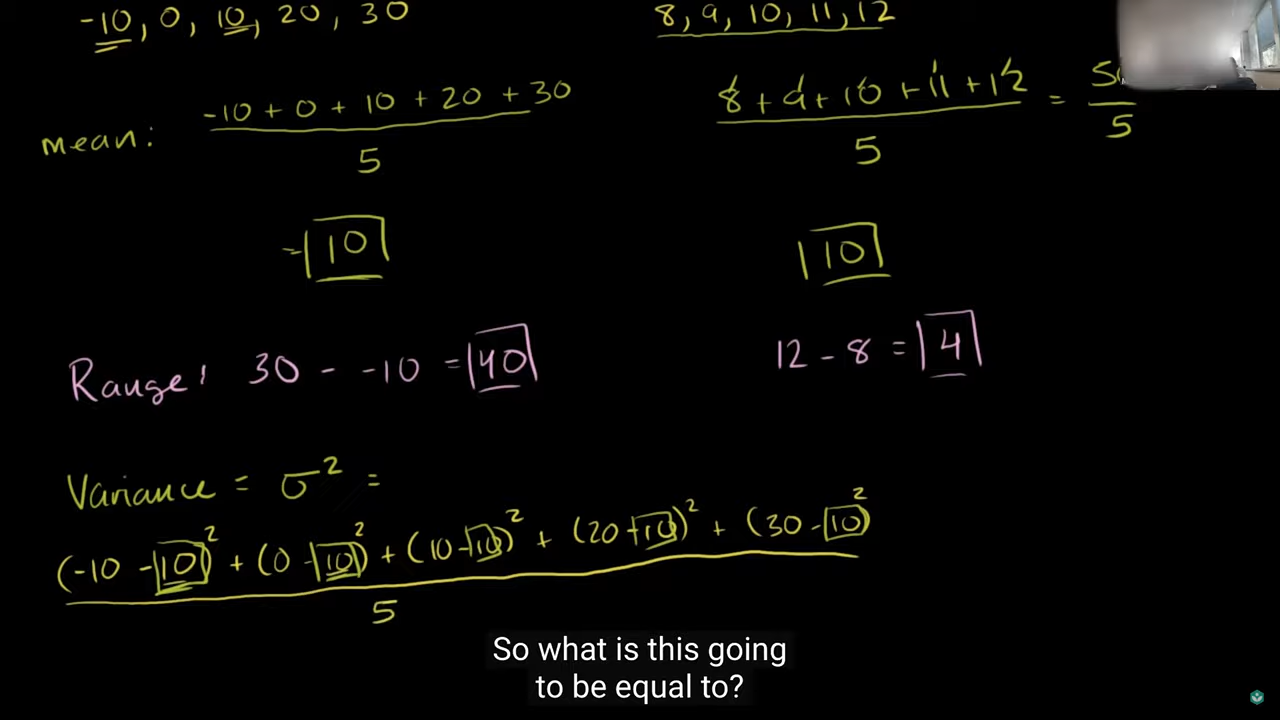 -10, 0, 10, 20, 30
8, 9, 10, 11, 12
mean: -10 + 0 + 10 + 20 + 30
5
8 + 9 + 10 + 11 + 12 =
5
5
= 10
10
Range: 30 - -10 = 40
12 - 8 = 4
Variance = σ² =
(-10 - 10)² + (0 - 10)² + (10 - 10)² + (20 - 10)² + (30 - 10)²
5
So what is this going
to be equal to?